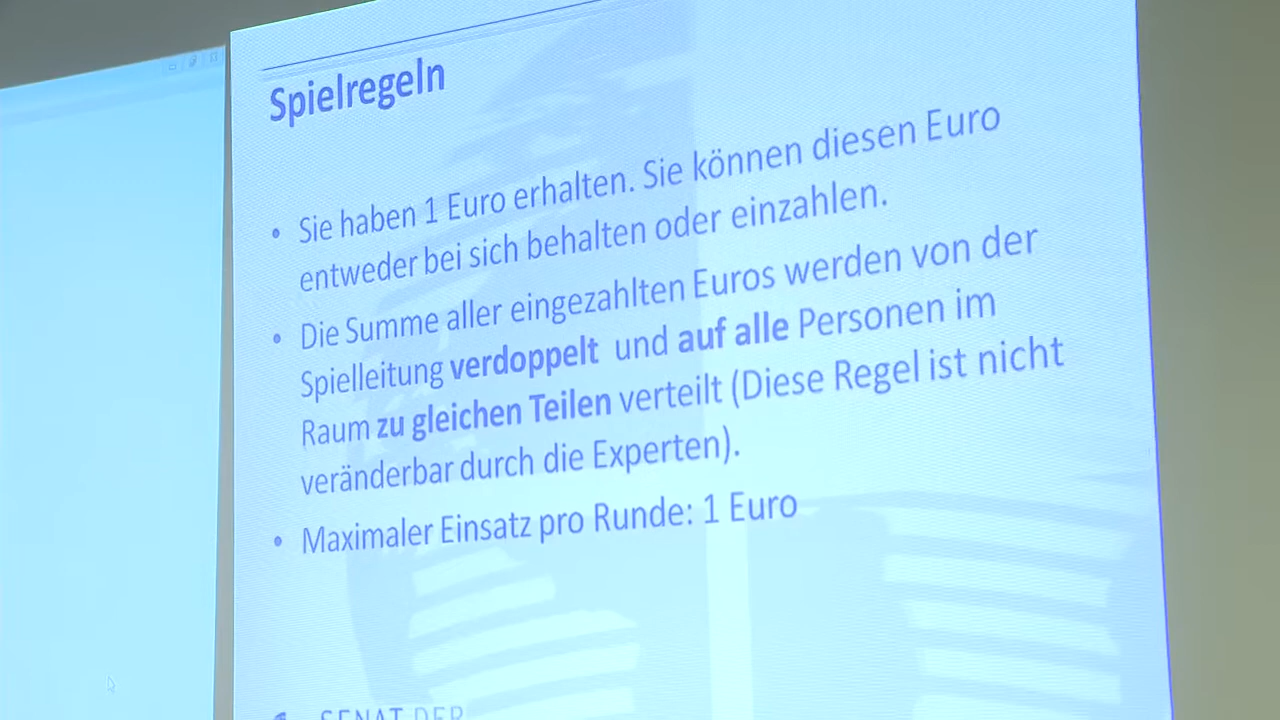 Spielregeln
• Sie haben 1 Euro erhalten. Sie können diesen Euro
entweder bei sich behalten oder einzahlen.
• Die Summe aller eingezahlten Euros werden von der
Spielleitung verdoppelt und auf alle Personen im
Raum zu gleichen Teilen verteilt (Diese Regel ist nicht
veränderbar durch die Experten).
• Maximaler Einsatz pro Runde: 1 Euro
SENAT DER